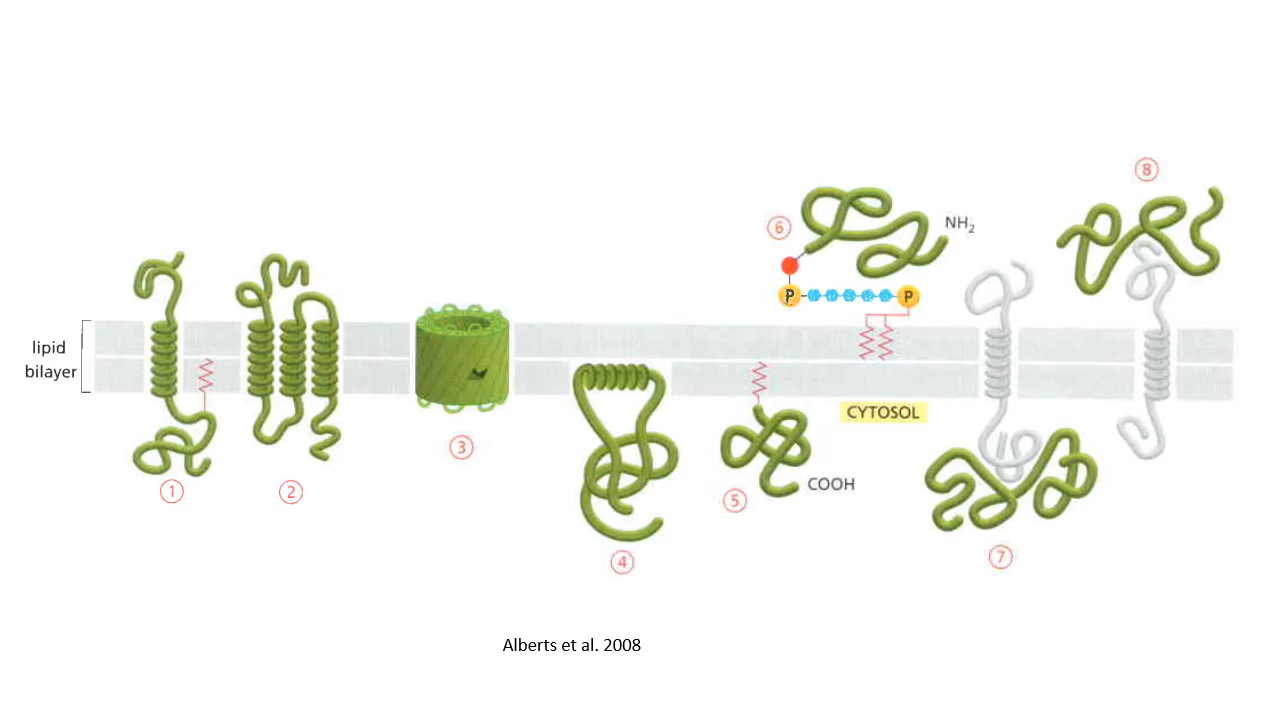 ⑧
⑥
NH₂
P
P
lipid
bilayer
CYTOSOL
③
COOH
①
②
⑤
⑦
④
Alberts et al. 2008